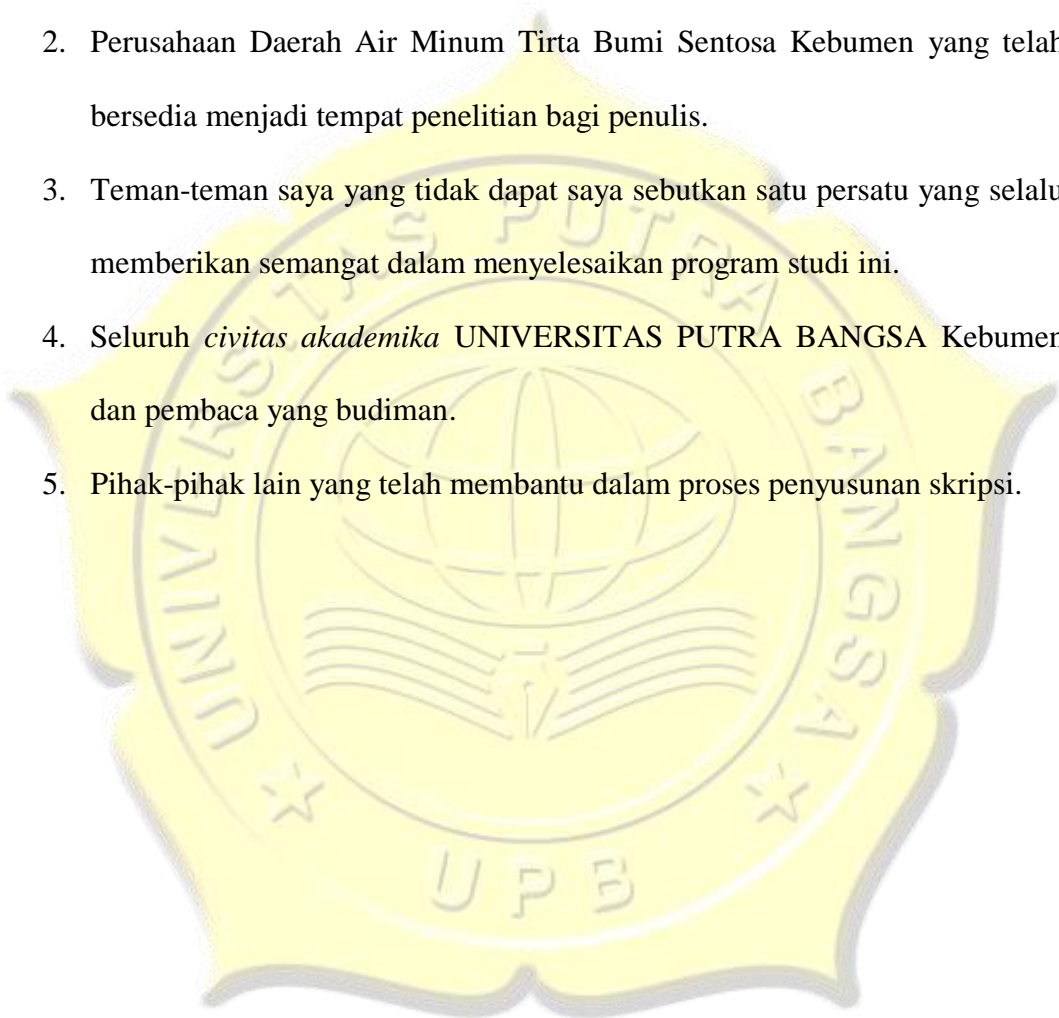 2. Perusahaan Daerah Air Minum Tirta Bumi Sentosa Kebumen yang telah
bersedia menjadi tempat penelitian bagi penulis.
3. Teman-teman saya yang tidak dapat saya sebutkan satu persatu yang selalu
memberikan semangat dalam menyelesaikan program studi ini.
4. Seluruh civitas akademika UNIVERSITAS PUTRA BANGSA Kebumen
dan pembaca yang budiman.
5. Pihak-pihak lain yang telah membantu dalam proses penyusunan skripsi.
UNIVERSITAS PUTRA BANGSA
UPB